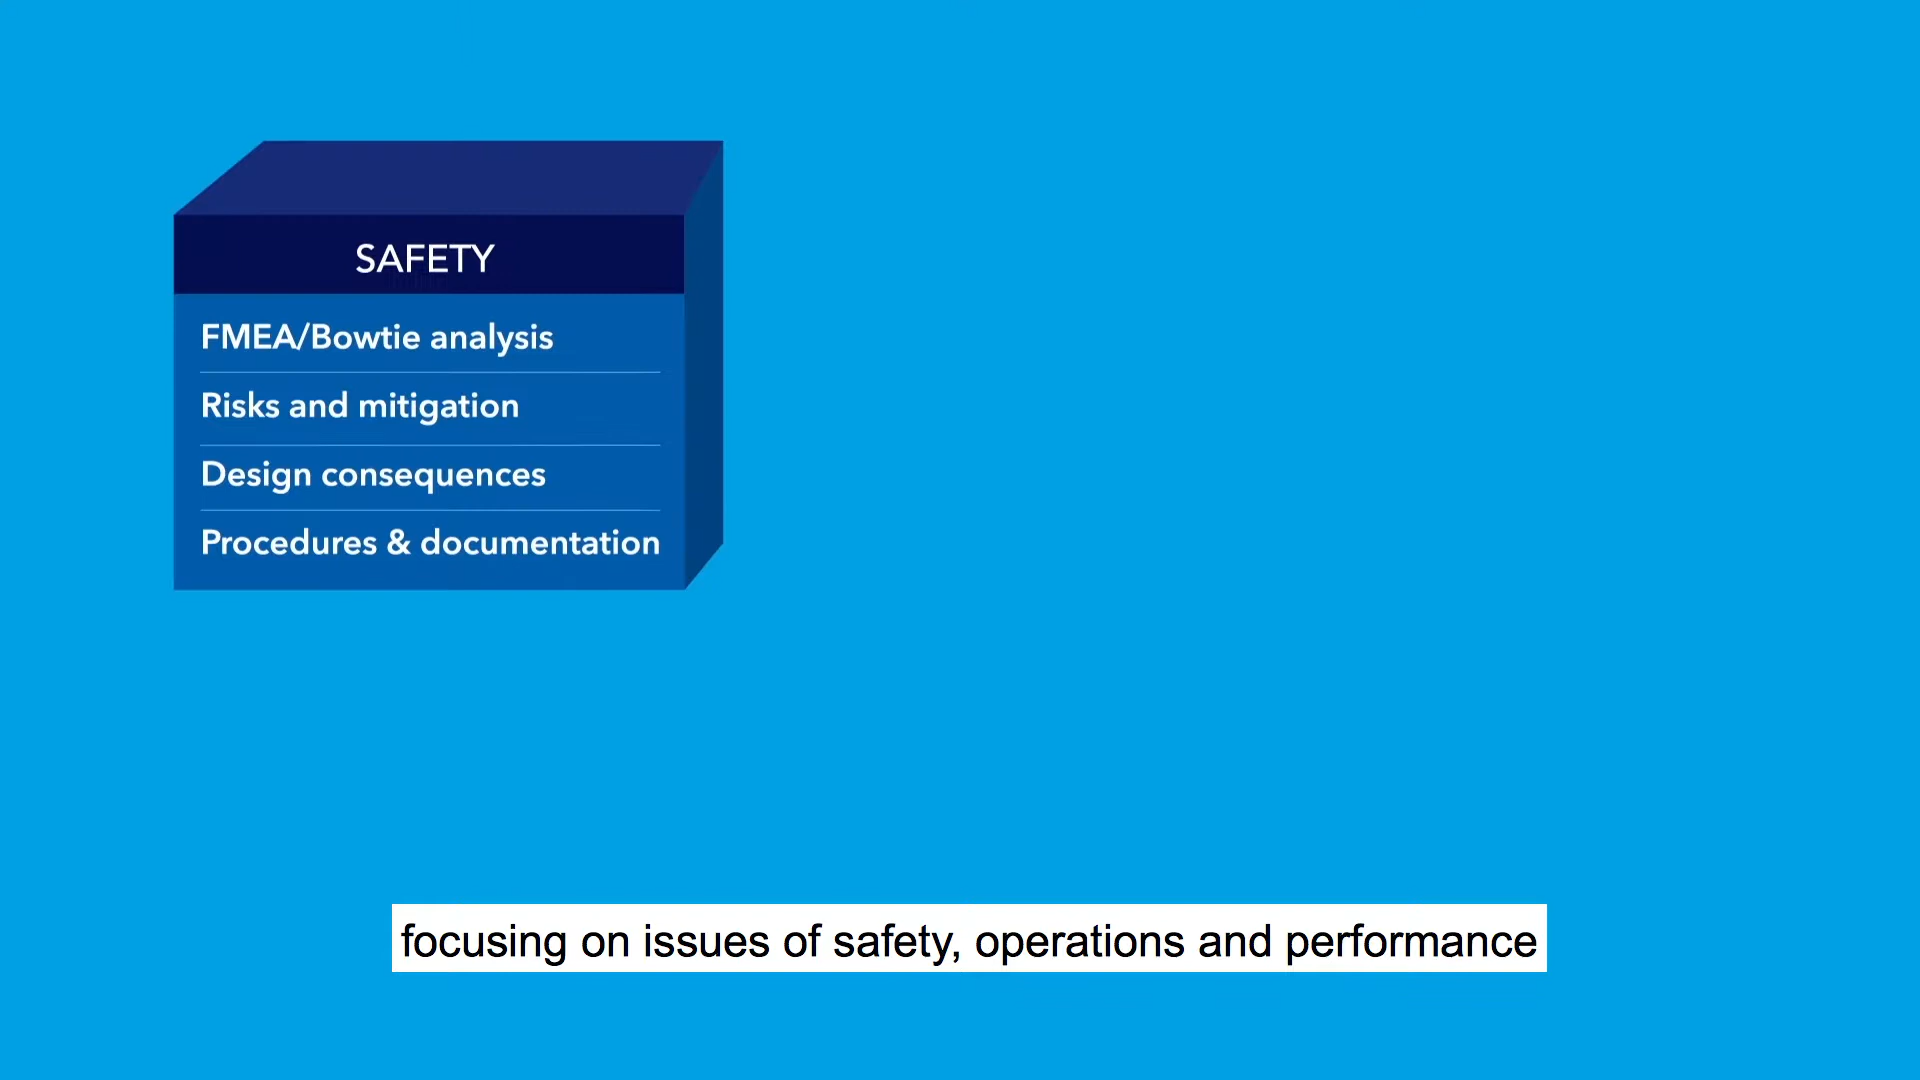 SAFETY
FMEA/Bowtie analysis
Risks and mitigation
Design consequences
Procedures & documentation
focusing on issues of safety, operations and performance